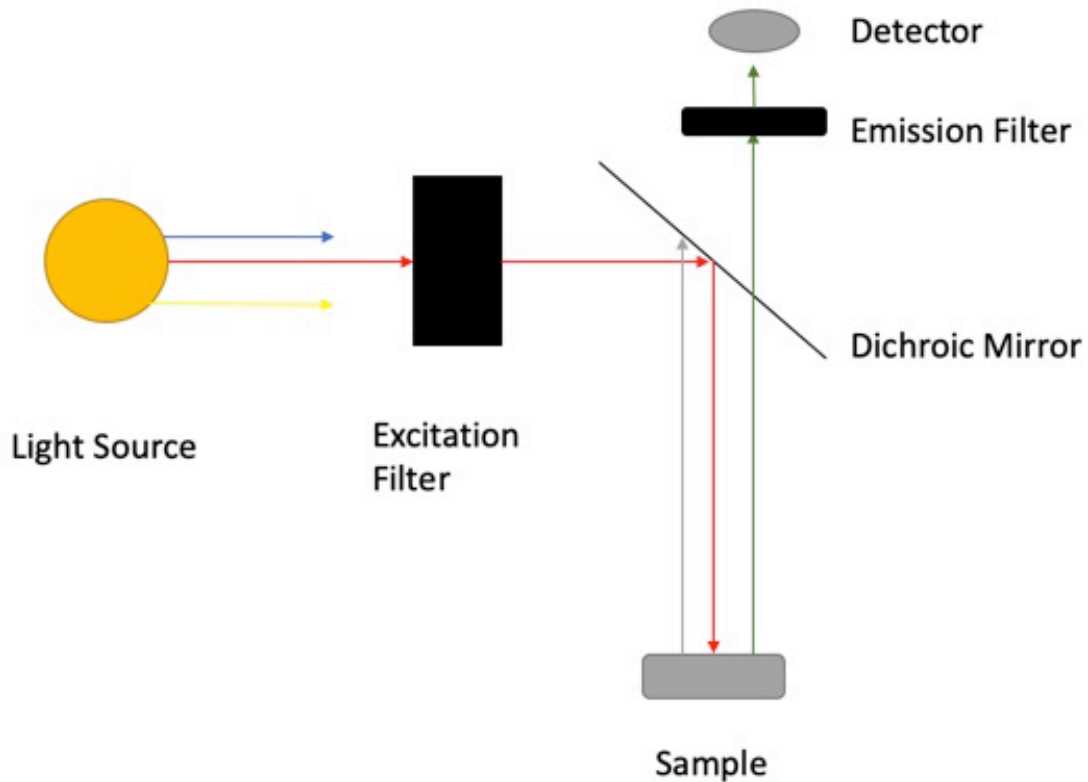 Detector
Emission Filter
Dichroic Mirror
Light Source
Excitation
Filter
Sample